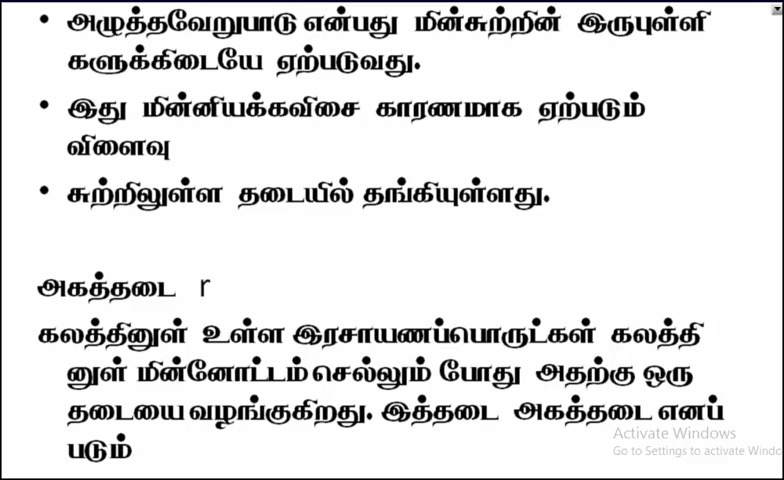 • அழுத்தவேறுபாடு என்பது மின்சுற்றின் இருபுள்ளி
களுக்கிடையே ஏற்படுவது.
• இது மின்னியக்கவிசை காரணமாக ஏற்படும்
விளைவு
• சுற்றிலுள்ள தடையில் தங்கியுள்ளது.
அகத்தடை r
கலத்தினுள் உள்ள இரசாயணப்பொருட்கள் கலத்தி
னுள் மின்னோட்டம் செல்லும் போது அதற்கு ஒரு
தடையை வழங்குகிறது. இத்தடை அகத்தடை எனப்
படும்
Activate Windows
Go to Settings to activate Windo